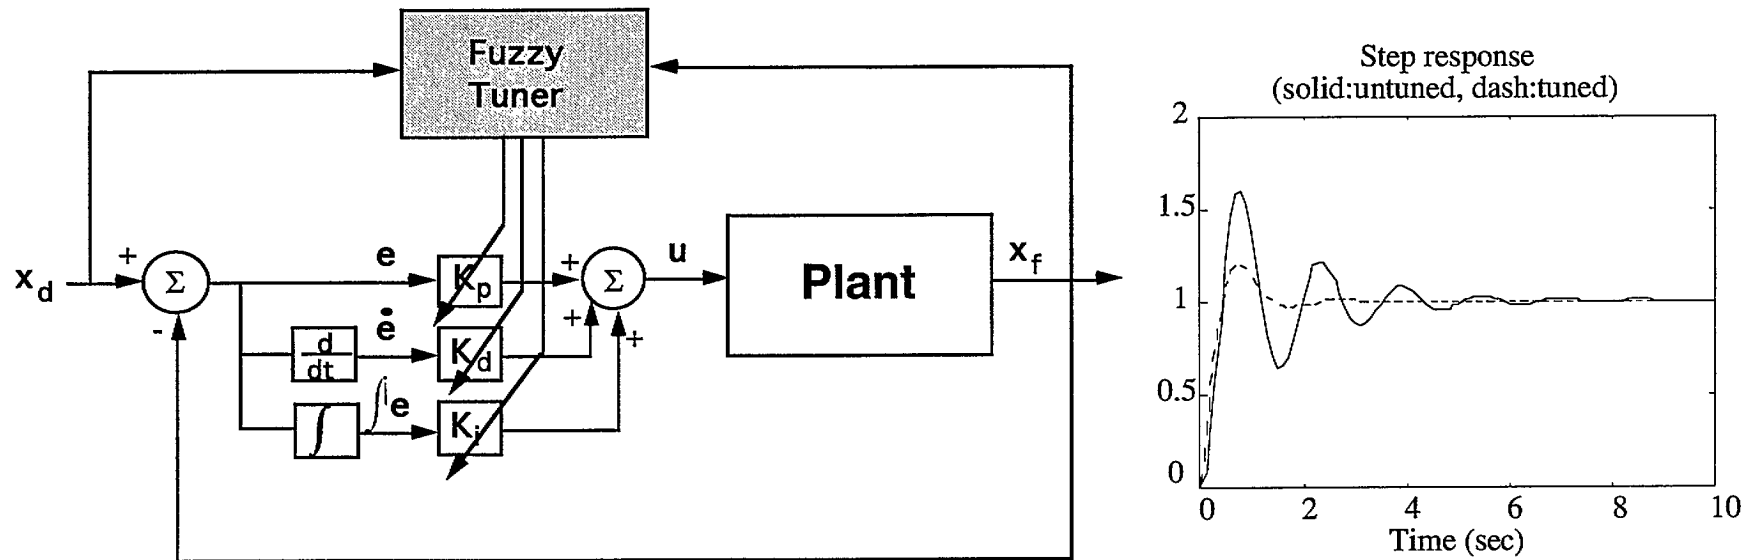 Fuzzy
Tuner
x_d
+
Σ
-
e
K_p
+
Σ
u
Plant
x_f
d/dt
ė
K_d
+
+
∫
∫e
K_i
Step response
(solid:untuned, dash:tuned)
2
1.5
1
0.5
0
0 2 4 6 8 10
Time (sec)